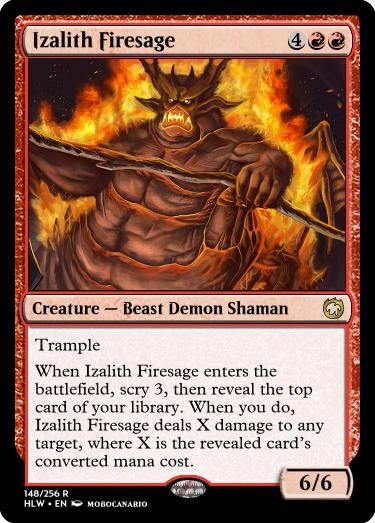 Izalith Firesage 4
Creature — Beast Demon Shaman
Trample
When Izalith Firesage enters the
battlefield, scry 3, then reveal the top
card of your library. When you do,
Izalith Firesage deals X damage to any
target, where X is the revealed card's
converted mana cost.
6/6
148/256 R
HLW • EN MOBOCANARIO